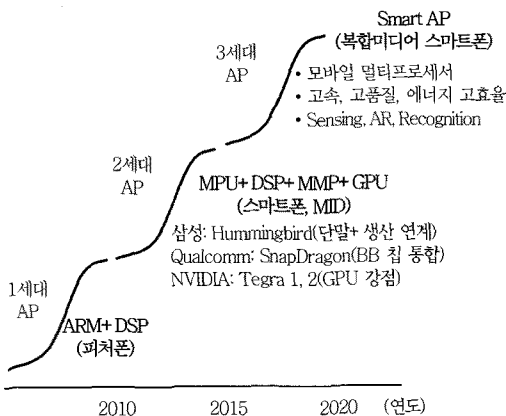 Smart AP
(복합미디어 스마트폰)
3세대
AP
• 모바일 멀티프로세서
• 고속, 고품질, 에너지 고효율
• Sensing, AR, Recognition
2세대
AP
MPU+ DSP+ MMP+ GPU
(스마트폰, MID)
삼성: Hummingbird(단말+ 생산 연계)
Qualcomm: SnapDragon(BB 칩 통합)
NVIDIA: Tegra 1, 2(GPU 강점)
1세대
AP
ARM+ DSP
(피처폰)
2010 2015 2020 (연도)